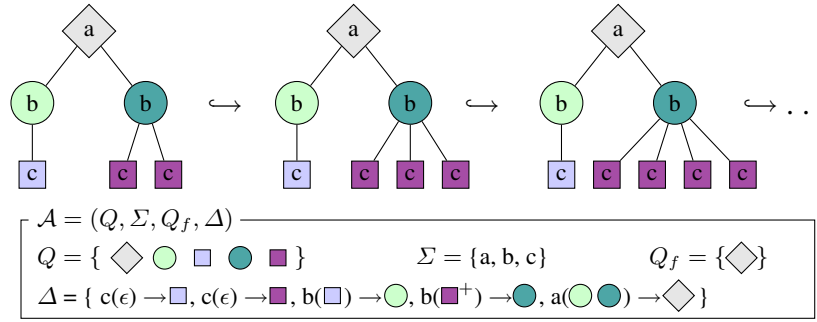 a ↪ a ↪ a ↪ . .
b b b b b b
c c c c c c c c c c c c
𝒜 = (Q, Σ, Q_f, Δ)
Q = { } Σ = {a, b, c} Q_f = { }
Δ = { c(ϵ) → , c(ϵ) → , b( ) → , b( ⁺) → , a( ) → }